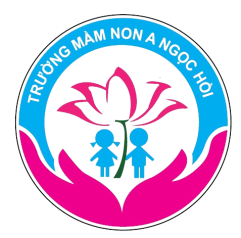 TRƯỜNG MẦM NON A NGỌC HỒI